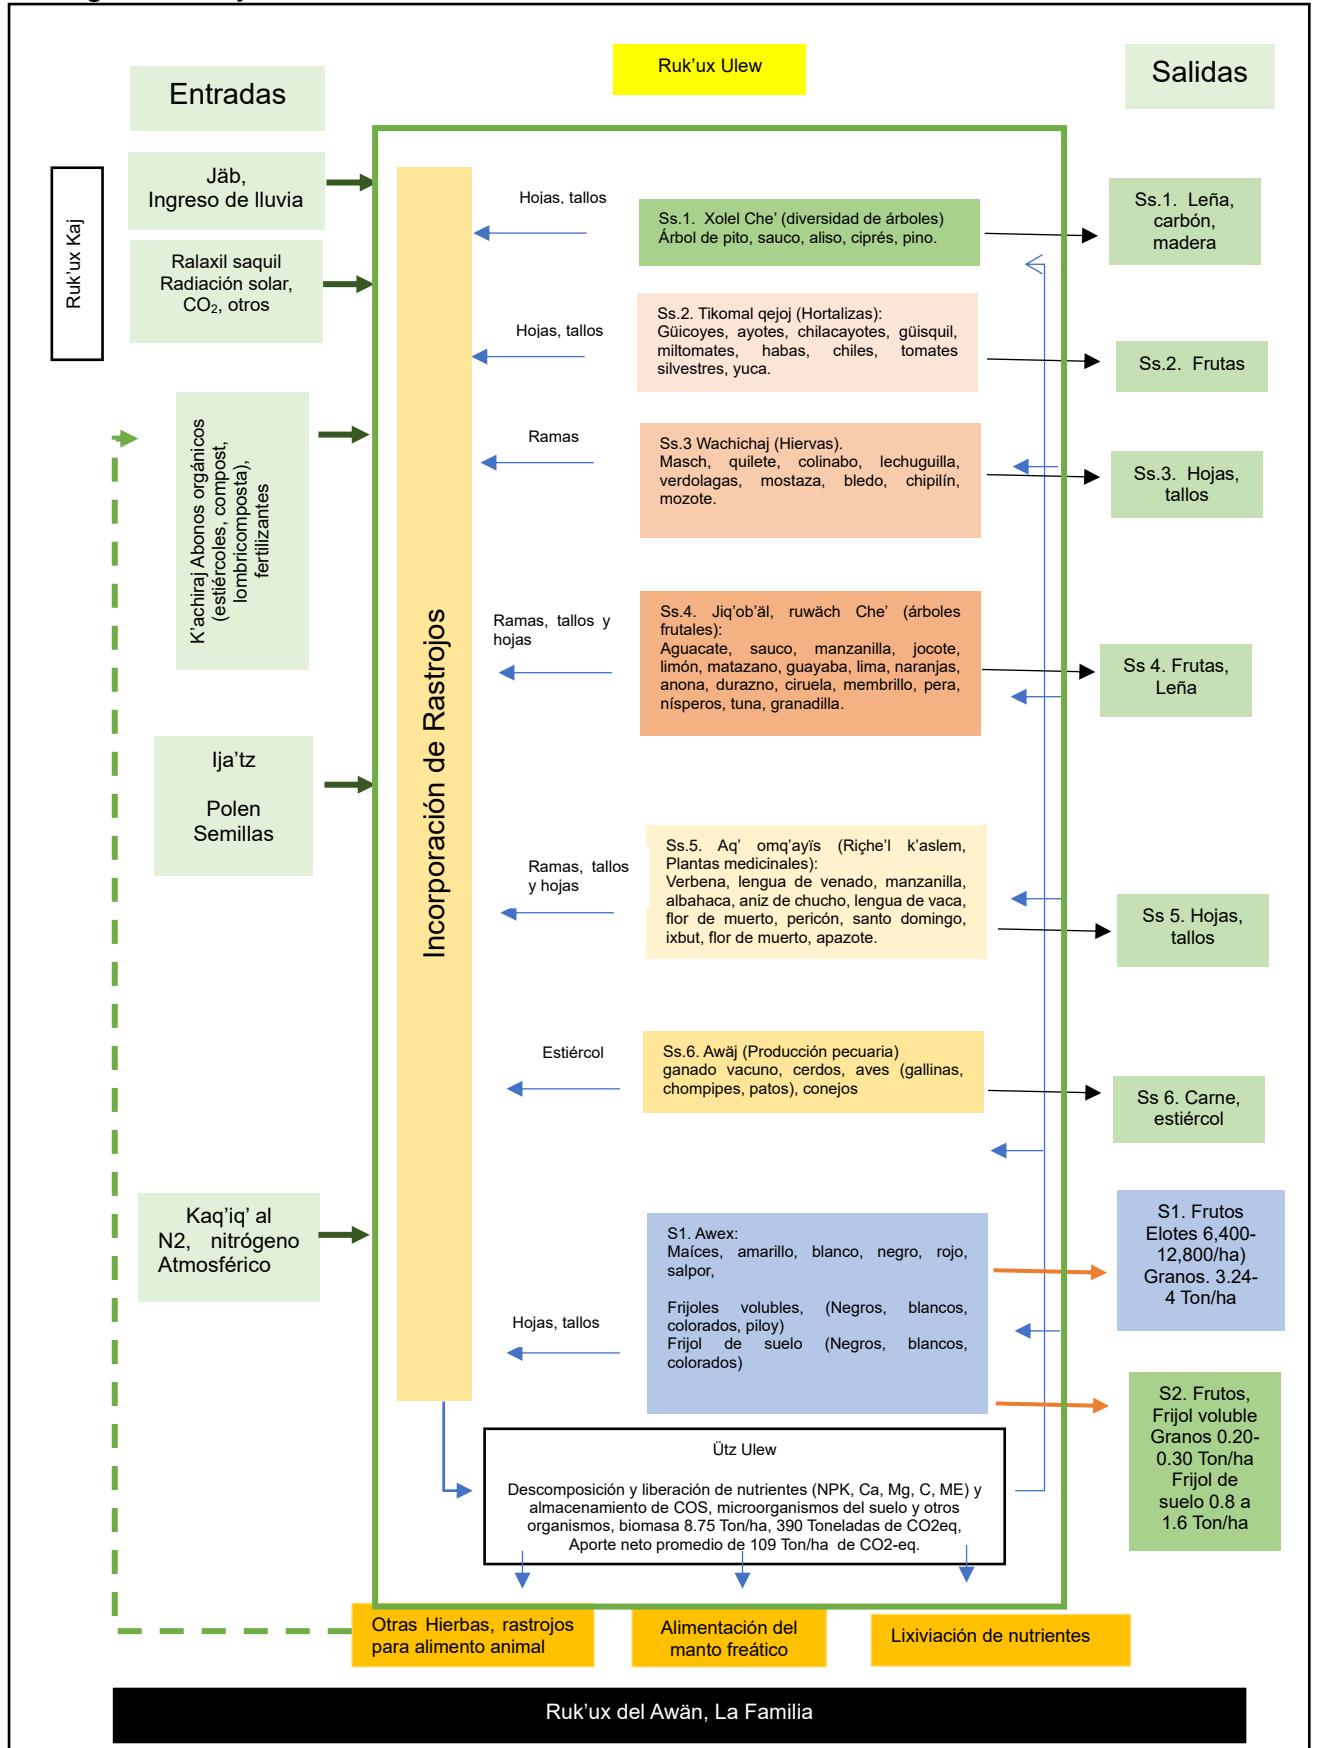 Ruk'ux Ulew
Entradas
Salidas
Ruk'ux Kaj
Jäb,
Ingreso de lluvia
Ralaxil saquil
Radiación solar,
CO₂, otros
K'achiraj Abonos orgánicos
(estiércoles, compost,
lombricomposta),
fertilizantes
Ija'tz
Polen
Semillas
Kaq'iq' al
N2, nitrógeno
Atmosférico
Incorporación de Rastrojos
Hojas, tallos
Ss.1. Xolel Che' (diversidad de árboles)
Árbol de pito, sauco, aliso, ciprés, pino.
Ss.1. Leña,
carbón,
madera
Hojas, tallos
Ss.2. Tikomal qejoj (Hortalizas):
Güicoyes, ayotes, chilacayotes, güisquil,
miltomates, habas, chiles, tomates
silvestres, yuca.
Ss.2. Frutas
Ramas
Ss.3 Wachichaj (Hiervas).
Masch, quilete, colinabo, lechuguilla,
verdolagas, mostaza, bledo, chipilín,
mozote.
Ss.3. Hojas,
tallos
Ramas, tallos y
hojas
Ss.4. Jiq'ob'äl, ruwäch Che' (árboles
frutales):
Aguacate, sauco, manzanilla, jocote,
limón, matazano, guayaba, lima, naranjas,
anona, durazno, ciruela, membrillo, pera,
nísperos, tuna, granadilla.
Ss 4. Frutas,
Leña
Ramas, tallos
y hojas
Ss.5. Aq' omq'ayïs (Riçhe'l k'aslem,
Plantas medicinales):
Verbena, lengua de venado, manzanilla,
albahaca, aniz de chucho, lengua de vaca,
flor de muerto, pericón, santo domingo,
ixbut, flor de muerto, apazote.
Ss 5. Hojas,
tallos
Estiércol
Ss.6. Awäj (Producción pecuaria)
ganado vacuno, cerdos, aves (gallinas,
chompipes, patos), conejos
Ss 6. Carne,
estiércol
Hojas, tallos
S1. Awex:
Maíces, amarillo, blanco, negro, rojo,
salpor,
Frijoles volubles, (Negros, blancos,
colorados, piloy)
Frijol de suelo (Negros, blancos,
colorados)
S1. Frutos
Elotes 6,400-
12,800/ha)
Granos. 3.24-
4 Ton/ha
S2. Frutos,
Frijol voluble
Granos 0.20-
0.30 Ton/ha
Frijol de
suelo 0.8 a
1.6 Ton/ha
Ütz Ulew
Descomposición y liberación de nutrientes (NPK, Ca, Mg, C, ME) y
almacenamiento de COS, microorganismos del suelo y otros
organismos, biomasa 8.75 Ton/ha, 390 Toneladas de CO2eq,
Aporte neto promedio de 109 Ton/ha de CO2-eq.
Otras Hierbas, rastrojos
para alimento animal
Alimentación del
manto freático
Lixiviación de nutrientes
Ruk'ux del Awän, La Familia